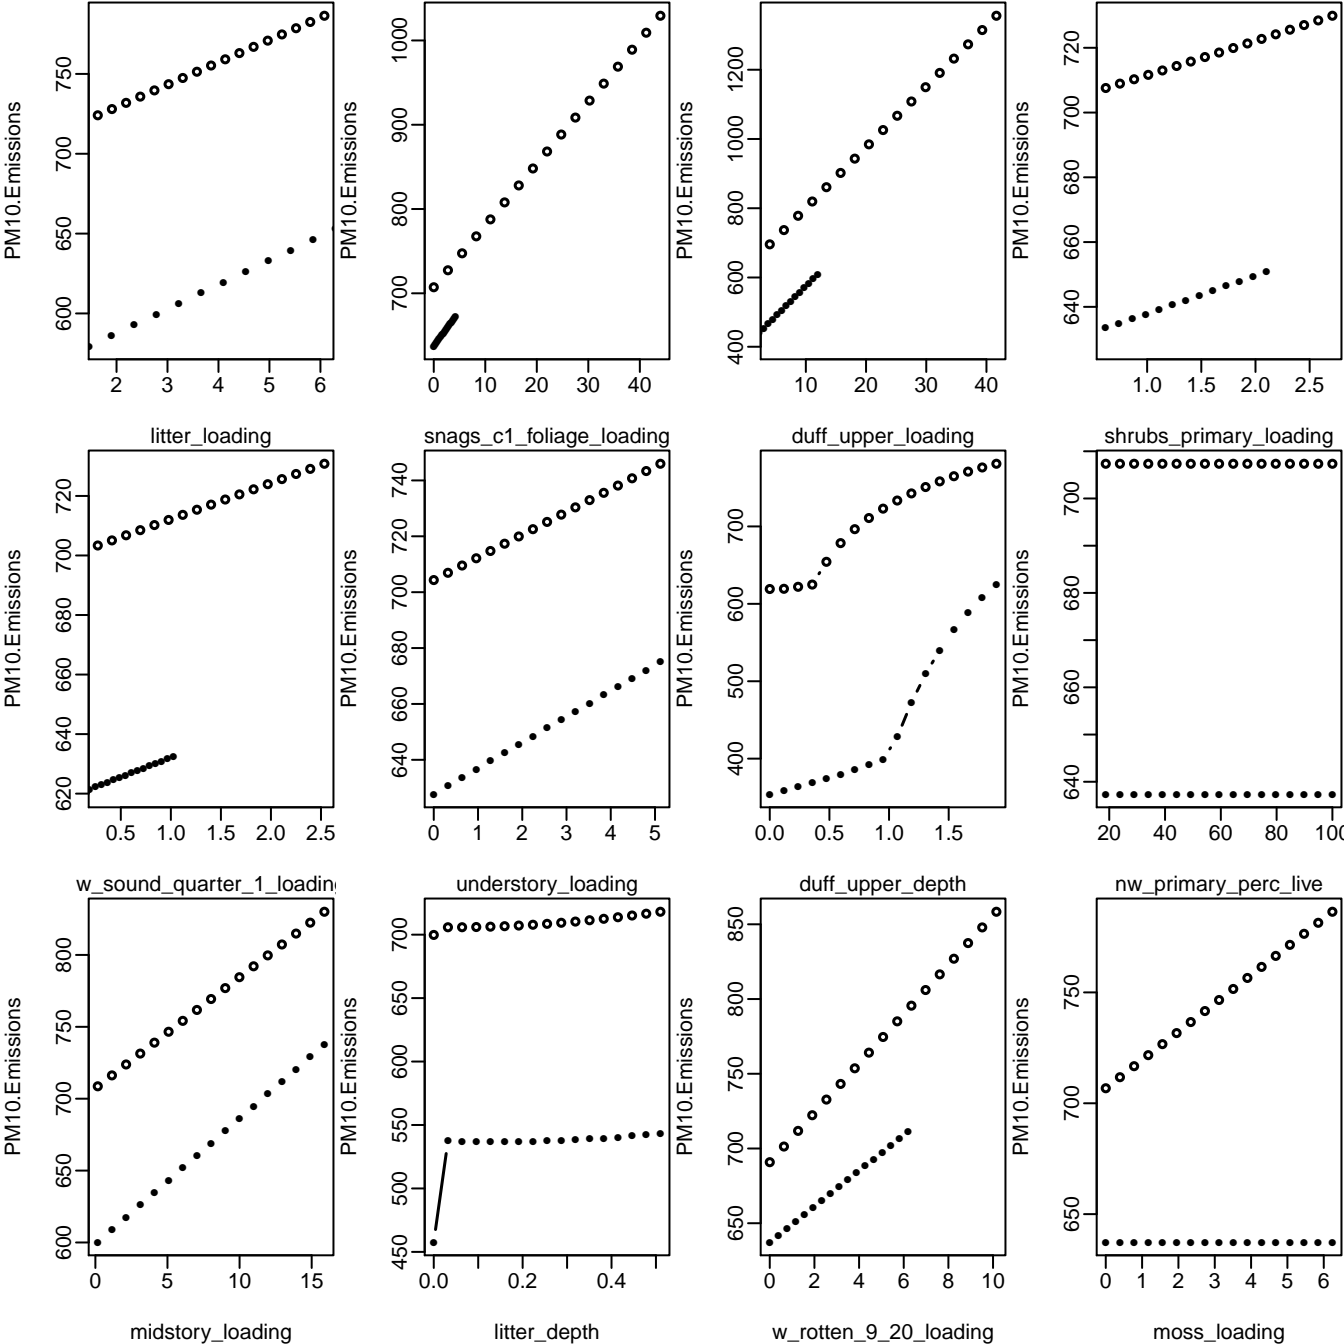 PM10.Emissions
600 650 700 750
2 3 4 5 6
litter_loading
PM10.Emissions
700 800 900 1000
0 10 20 30 40
snags_c1_foliage_loading
PM10.Emissions
400 600 800 1000 1200
10 20 30 40
duff_upper_loading
PM10.Emissions
640 660 680 700 720
1.0 1.5 2.0 2.5
shrubs_primary_loading
PM10.Emissions
620 640 660 680 700 720
0.5 1.0 1.5 2.0 2.5
w_sound_quarter_1_loading
PM10.Emissions
640 660 680 700 720 740
0 1 2 3 4 5
understory_loading
PM10.Emissions
400 500 600 700
0.0 0.5 1.0 1.5
duff_upper_depth
PM10.Emissions
640 660 680 700
20 40 60 80 100
nw_primary_perc_live
PM10.Emissions
600 650 700 750 800
0 5 10 15
midstory_loading
PM10.Emissions
450 500 550 600 650 700
0.0 0.2 0.4
litter_depth
PM10.Emissions
650 700 750 800 850
0 2 4 6 8 10
w_rotten_9_20_loading
PM10.Emissions
650 700 750
0 1 2 3 4 5 6
moss_loading